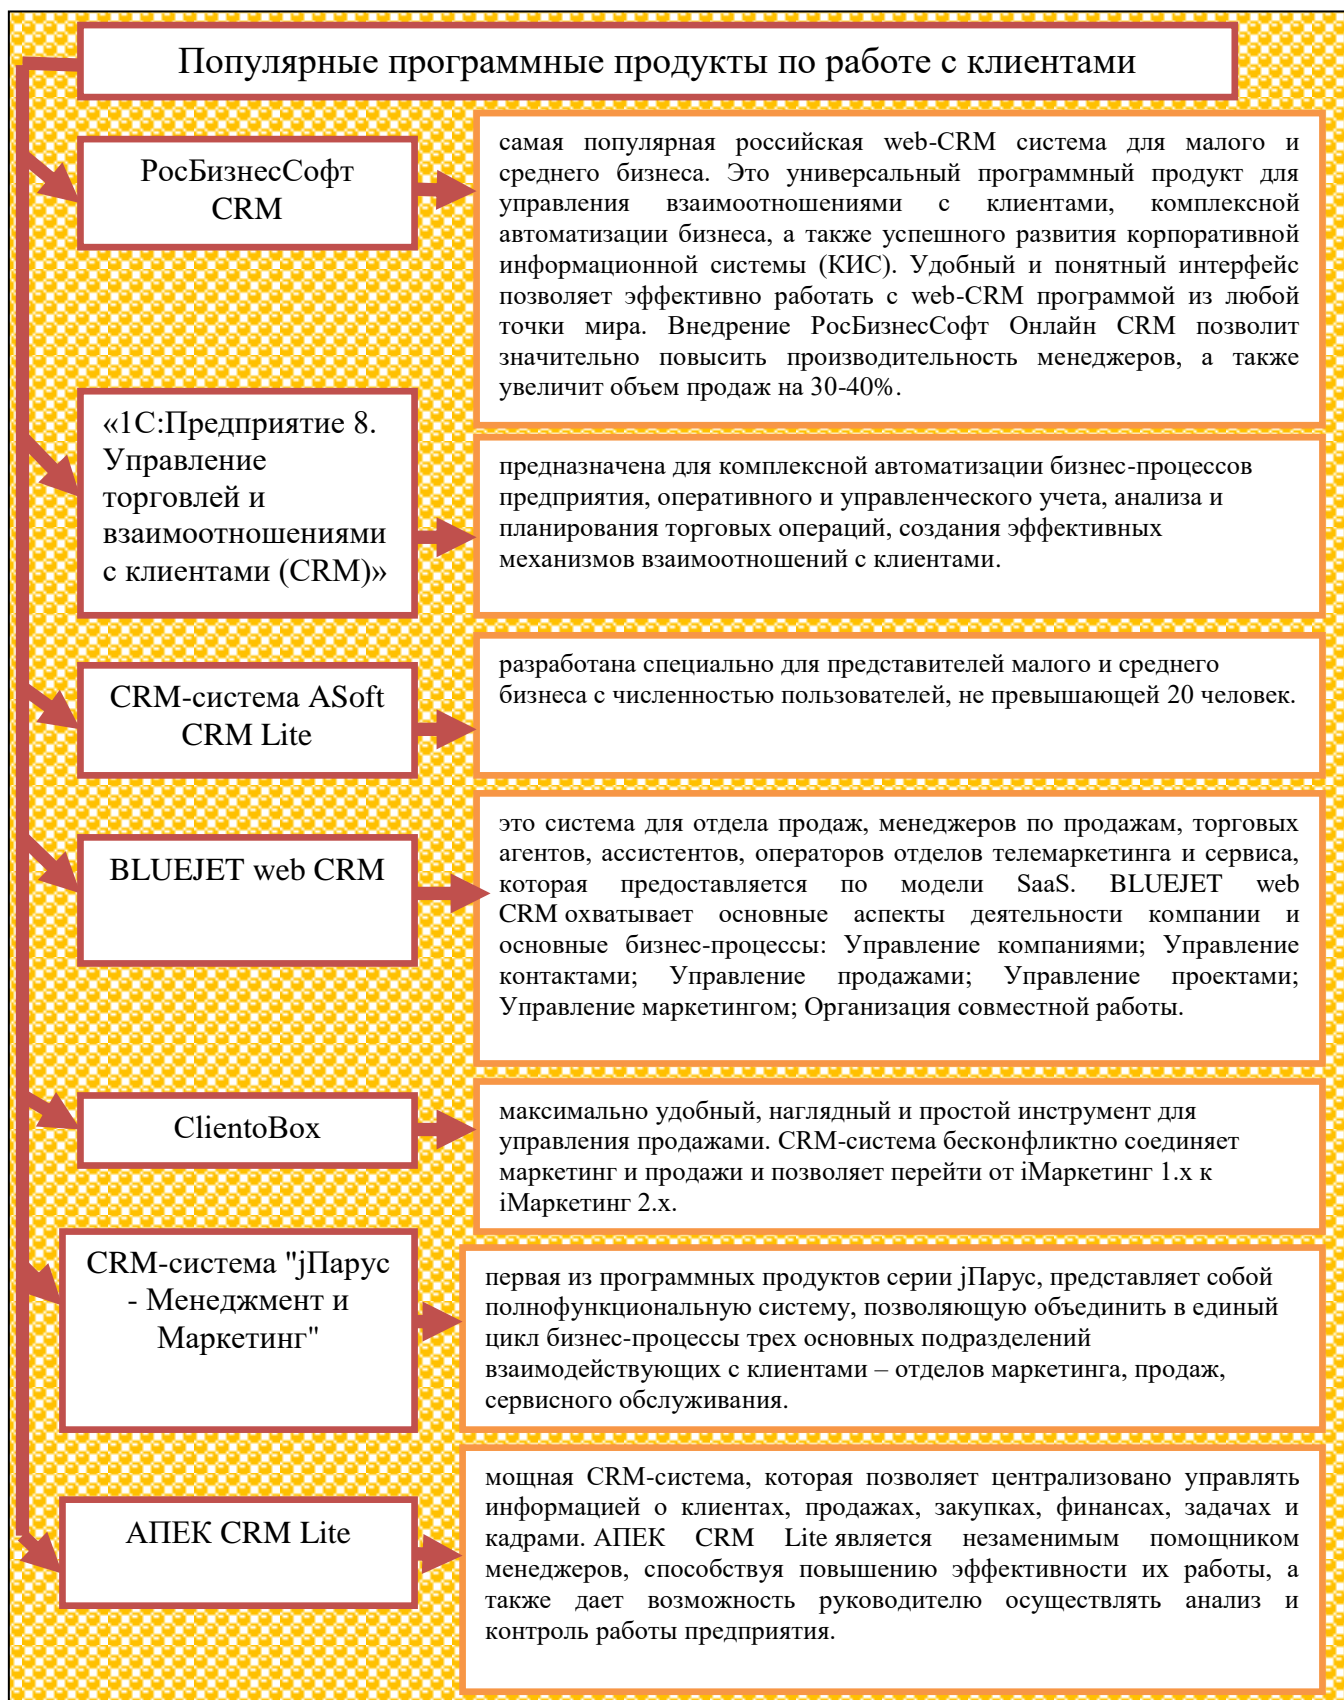 Популярные программные продукты по работе с клиентами
РосБизнесСофт
CRM
самая популярная российская web-CRM система для малого и
среднего бизнеса. Это универсальный программный продукт для
управления взаимоотношениями с клиентами, комплексной
автоматизации бизнеса, а также успешного развития корпоративной
информационной системы (КИС). Удобный и понятный интерфейс
позволяет эффективно работать с web-CRM программой из любой
точки мира. Внедрение РосБизнесСофт Онлайн CRM позволит
значительно повысить производительность менеджеров, а также
увеличит объем продаж на 30-40%.
«1С:Предприятие 8.
Управление
торговлей и
взаимоотношениями
с клиентами (CRM)»
предназначена для комплексной автоматизации бизнес-процессов
предприятия, оперативного и управленческого учета, анализа и
планирования торговых операций, создания эффективных
механизмов взаимоотношений с клиентами.
CRM-система ASoft
CRM Lite
разработана специально для представителей малого и среднего
бизнеса с численностью пользователей, не превышающей 20 человек.
BLUEJET web CRM
это система для отдела продаж, менеджеров по продажам, торговых
агентов, ассистентов, операторов отделов телемаркетинга и сервиса,
которая предоставляется по модели SaaS. BLUEJET web
CRM охватывает основные аспекты деятельности компании и
основные бизнес-процессы: Управление компаниями; Управление
контактами; Управление продажами; Управление проектами;
Управление маркетингом; Организация совместной работы.
ClientoBox
максимально удобный, наглядный и простой инструмент для
управления продажами. CRM-система бесконфликтно соединяет
маркетинг и продажи и позволяет перейти от iМаркетинг 1.x к
iМаркетинг 2.x.
CRM-система "jПарус
- Менеджмент и
Маркетинг"
первая из программных продуктов серии jПарус, представляет собой
полнофункциональную систему, позволяющую объединить в единый
цикл бизнес-процессы трех основных подразделений
взаимодействующих с клиентами – отделов маркетинга, продаж,
сервисного обслуживания.
АПЕК CRM Lite
мощная CRM-система, которая позволяет централизовано управлять
информацией о клиентах, продажах, закупках, финансах, задачах и
кадрами. АПЕК CRM Lite является незаменимым помощником
менеджеров, способствуя повышению эффективности их работы, а
также дает возможность руководителю осуществлять анализ и
контроль работы предприятия.